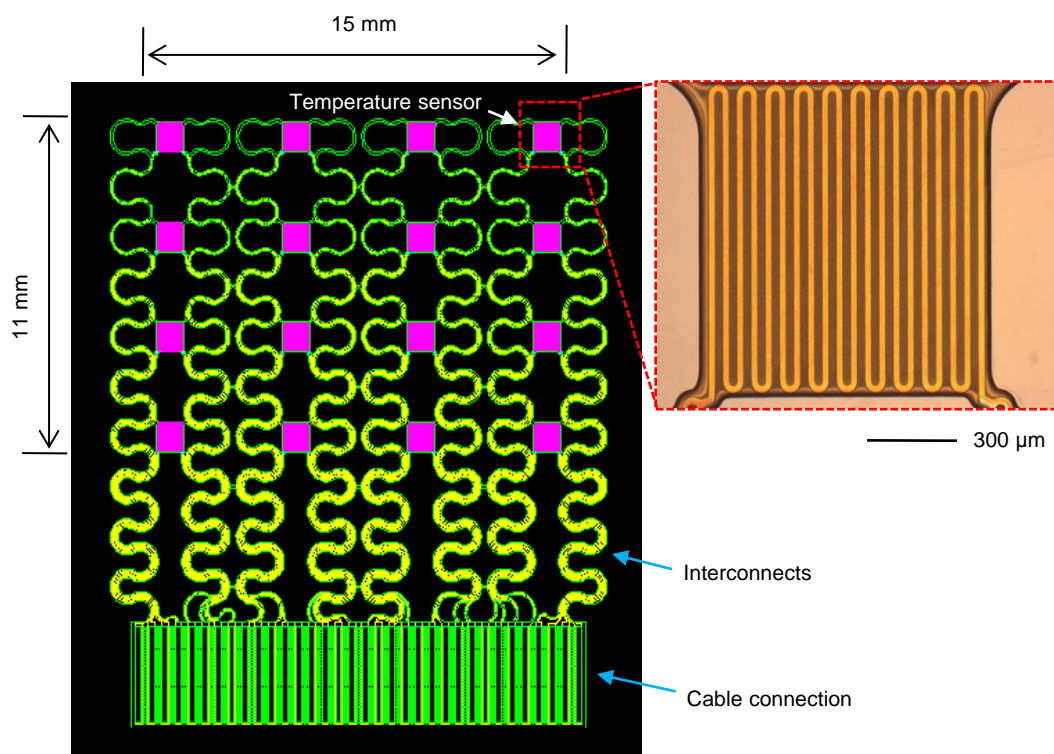 15 mm
Temperature sensor
11 mm
300 µm
Interconnects
Cable connection